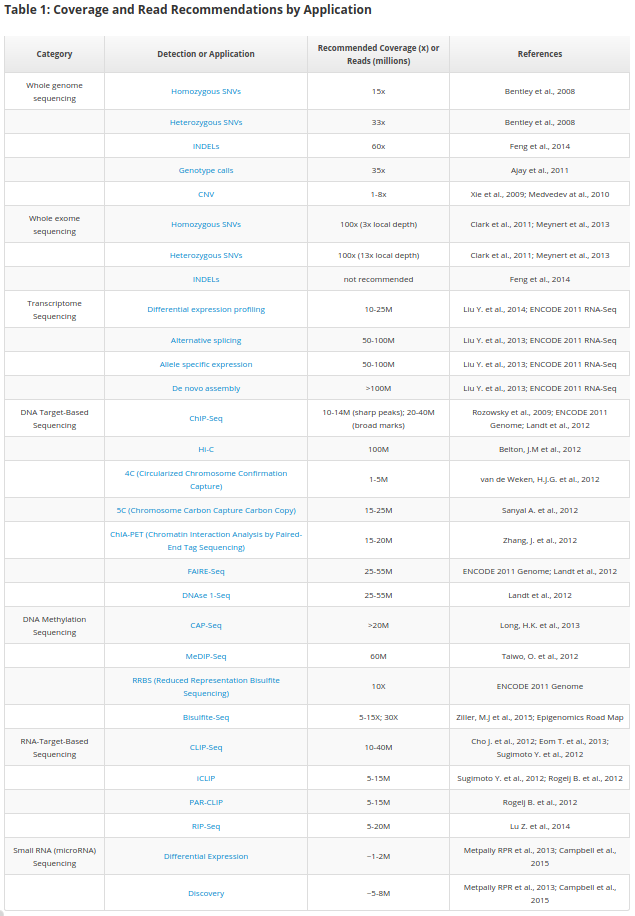 Table 1: Coverage and Read Recommendations by Application
Category Detection or Application Recommended Coverage (x) or Reads (millions) References
Whole genome sequencing Homozygous SNVs 15x Bentley et al., 2008
Heterozygous SNVs 33x Bentley et al., 2008
INDELs 60x Feng et al., 2014
Genotype calls 35x Ajay et al., 2011
CNV 1-8x Xie et al., 2009; Medvedev at al., 2010
Whole exome sequencing Homozygous SNVs 100x (3x local depth) Clark et al., 2011; Meynert et al., 2013
Heterozygous SNVs 100x (13x local depth) Clark et al., 2011; Meynert et al., 2013
INDELs not recommended Feng et al., 2014
Transcriptome Sequencing Differential expression profiling 10-25M Liu Y. et al., 2014; ENCODE 2011 RNA-Seq
Alternative splicing 50-100M Liu Y. et al., 2013; ENCODE 2011 RNA-Seq
Allele specific expression 50-100M Liu Y. et al., 2013; ENCODE 2011 RNA-Seq
De novo assembly >100M Liu Y. et al., 2013; ENCODE 2011 RNA-Seq
DNA Target-Based Sequencing ChIP-Seq 10-14M (sharp peaks); 20-40M (broad marks) Rozowsky et al., 2009; ENCODE 2011 Genome; Landt et al., 2012
Hi-C 100M Belton, J.M et al., 2012
4C (Circularized Chromosome Confirmation Capture) 1-5M van de Weken, H.J.G. et al., 2012
5C (Chromosome Carbon Capture Carbon Copy) 15-25M Sanyal A. et al., 2012
ChIA-PET (Chromatin Interaction Analysis by Paired-End Tag Sequencing) 15-20M Zhang, J. et al., 2012
FAIRE-Seq 25-55M ENCODE 2011 Genome; Landt et al., 2012
DNAse 1-Seq 25-55M Landt et al., 2012
DNA Methylation Sequencing CAP-Seq >20M Long, H.K. et al., 2013
MeDIP-Seq 60M Taiwo, O. et al., 2012
RRBS (Reduced Representation Bisulfite Sequencing) 10X ENCODE 2011 Genome
Bisulfite-Seq 5-15X; 30X Ziller, M.J et al., 2015; Epigenomics Road Map
RNA-Target-Based Sequencing CLIP-Seq 10-40M Cho J. et al., 2012; Eom T. et al., 2013; Sugimoto Y. et al., 2012
iCLIP 5-15M Sugimoto Y. et al., 2012; Rogelj B. et al., 2012
PAR-CLIP 5-15M Rogelj B. et al., 2012
RIP-Seq 5-20M Lu Z. et al., 2014
Small RNA (microRNA) Sequencing Differential Expression ~1-2M Metpally RPR et al., 2013; Campbell et al., 2015
Discovery ~5-8M Metpally RPR et al., 2013; Campbell et al., 2015